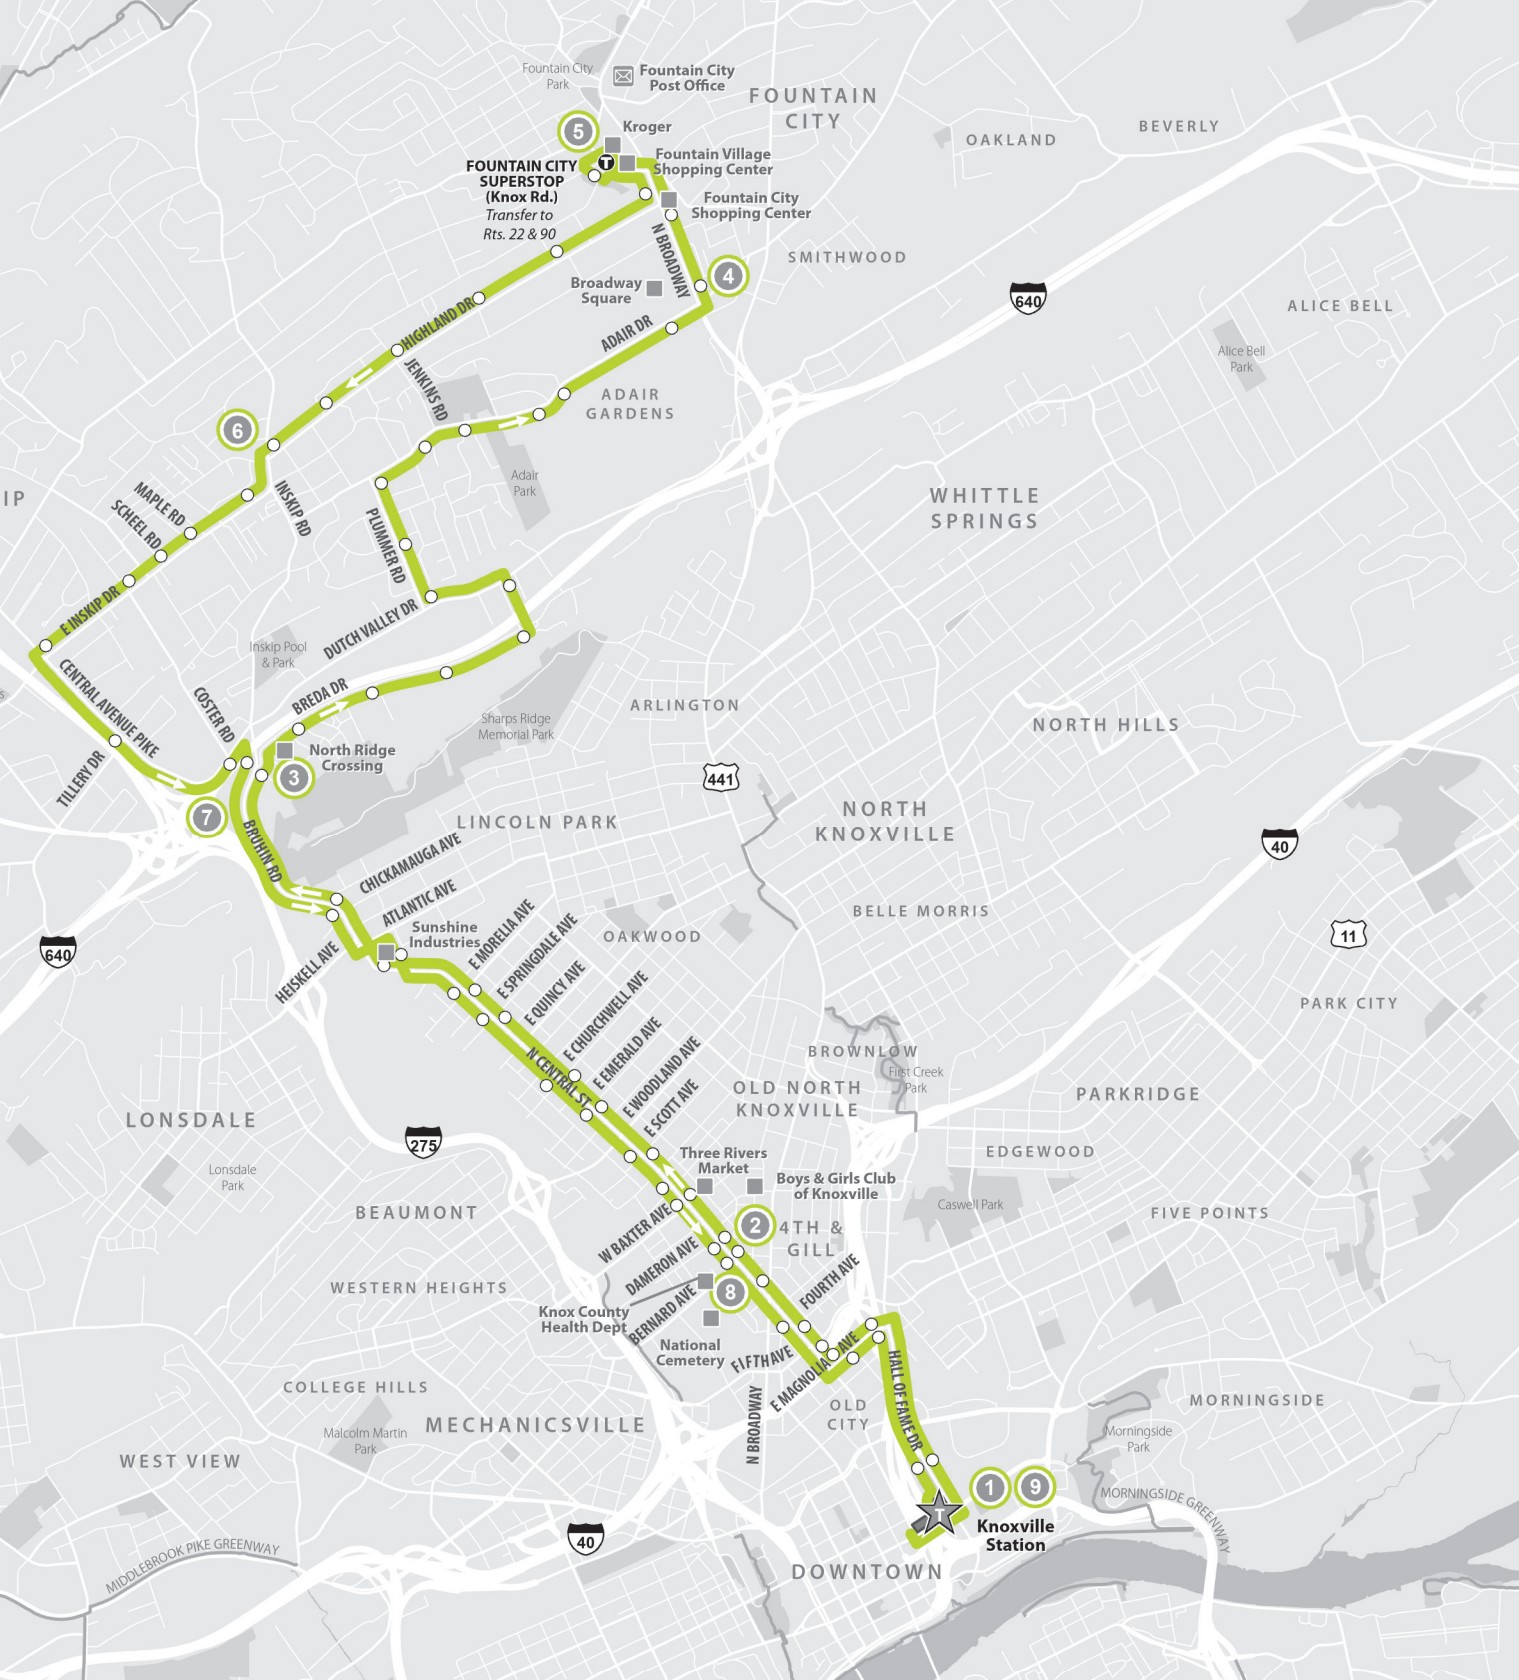 Fountain City
Park
Fountain City
Post Office
FOUNTAIN
CITY
OAKLAND
BEVERLY
5
Kroger
T
FOUNTAIN CITY
SUPERSTOP
(Knox Rd.)
Transfer to
Rts. 22 & 90
Fountain Village
Shopping Center
Fountain City
Shopping Center
N BROADWAY
SMITHWOOD
4
Broadway
Square
640
ALICE BELL
Alice Bell
Park
HIGHLAND DR
ADAIR DR
JENKINS RD
ADAIR
GARDENS
6
Adair
Park
IP
MAPLE RD
SCHEEL RD
INSKIP RD
PLUMMER RD
WHITTLE
SPRINGS
E INSKIP DR
DUTCH VALLEY DR
Inskip Pool
& Park
CENTRAL AVENUE PIKE
COSTER RD
BREDA DR
ARLINGTON
Sharps Ridge
Memorial Park
NORTH HILLS
TILLERY DR
North Ridge
Crossing
3
441
7
BRUHIN RD
LINCOLN PARK
NORTH
KNOXVILLE
40
CHICKAMAUGA AVE
ATLANTIC AVE
BELLE MORRIS
Sunshine
Industries
E MORELIA AVE
E SPRINGDALE AVE
OAKWOOD
11
640
HEISKELL AVE
E QUINCY AVE
E CHURCHWELL AVE
PARK CITY
N CENTRAL ST
E EMERALD AVE
E WOODLAND AVE
E SCOTT AVE
BROWNLOW
First Creek
Park
OLD NORTH
KNOXVILLE
PARKRIDGE
LONSDALE
275
EDGEWOOD
Lonsdale
Park
Three Rivers
Market
Boys & Girls Club
of Knoxville
Caswell Park
BEAUMONT
FIVE POINTS
W BAXTER AVE
2
4TH &
GILL
DAMERON AVE
WESTERN HEIGHTS
8
FOURTH AVE
Knox County
Health Dept
BERNARD AVE
National
Cemetery
FIFTH AVE
E MAGNOLIA AVE
HALL OF FAME DR
COLLEGE HILLS
N BROADWAY
OLD
CITY
MORNINGSIDE
MECHANICSVILLE
Malcolm Martin
Park
Morningside
Park
WEST VIEW
1
9
MORNINGSIDE GREENWAY
T
Knoxville
Station
40
MIDDLEBROOK PIKE GREENWAY
DOWNTOWN